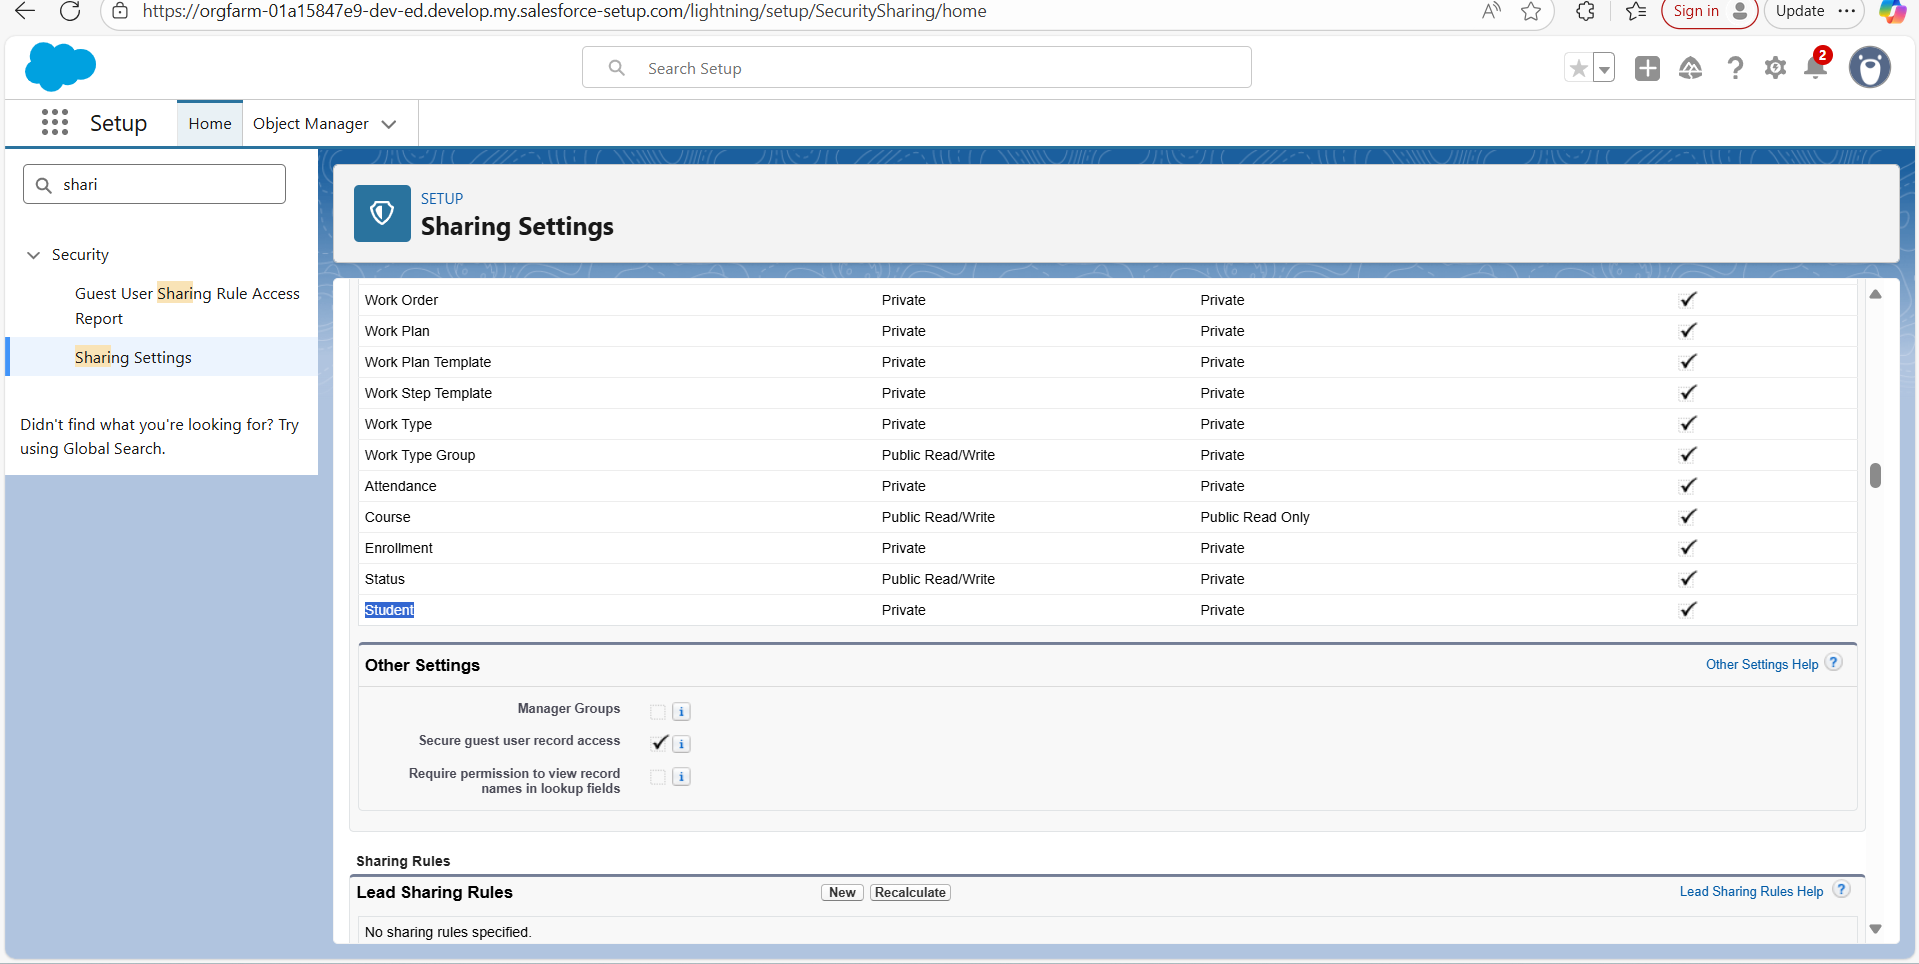 https://orgfarm-01a15847e9-dev-ed.develop.my.salesforce-setup.com/lightning/setup/SecuritySharing/home
Sign in
Update
Search Setup
2
Setup
Home
Object Manager
shari
Security
Guest User Sharing Rule Access
Report
Sharing Settings
Didn't find what you're looking for? Try
using Global Search.
SETUP
Sharing Settings
Work Order Private Private
Work Plan Private Private
Work Plan Template Private Private
Work Step Template Private Private
Work Type Private Private
Work Type Group Public Read/Write Private
Attendance Private Private
Course Public Read/Write Public Read Only
Enrollment Private Private
Status Public Read/Write Private
Student Private Private
Other Settings
Other Settings Help ?
Manager Groups i
Secure guest user record access i
Require permission to view record
names in lookup fields i
Sharing Rules
Lead Sharing Rules
New
Recalculate
Lead Sharing Rules Help ?
No sharing rules specified.